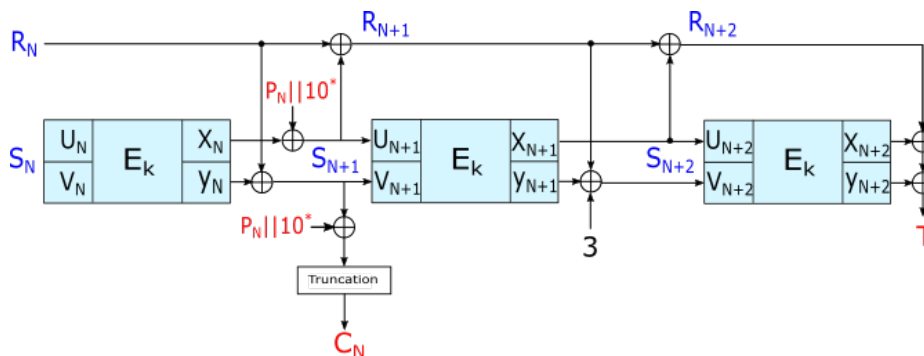 R_N
R_{N+1}
R_{N+2}
P_N||10*
S_N
U_N
V_N
E_k
X_N
y_N
S_{N+1}
U_{N+1}
V_{N+1}
E_k
X_{N+1}
y_{N+1}
S_{N+2}
U_{N+2}
V_{N+2}
E_k
X_{N+2}
y_{N+2}
P_N||10*
3
T
Truncation
C_N